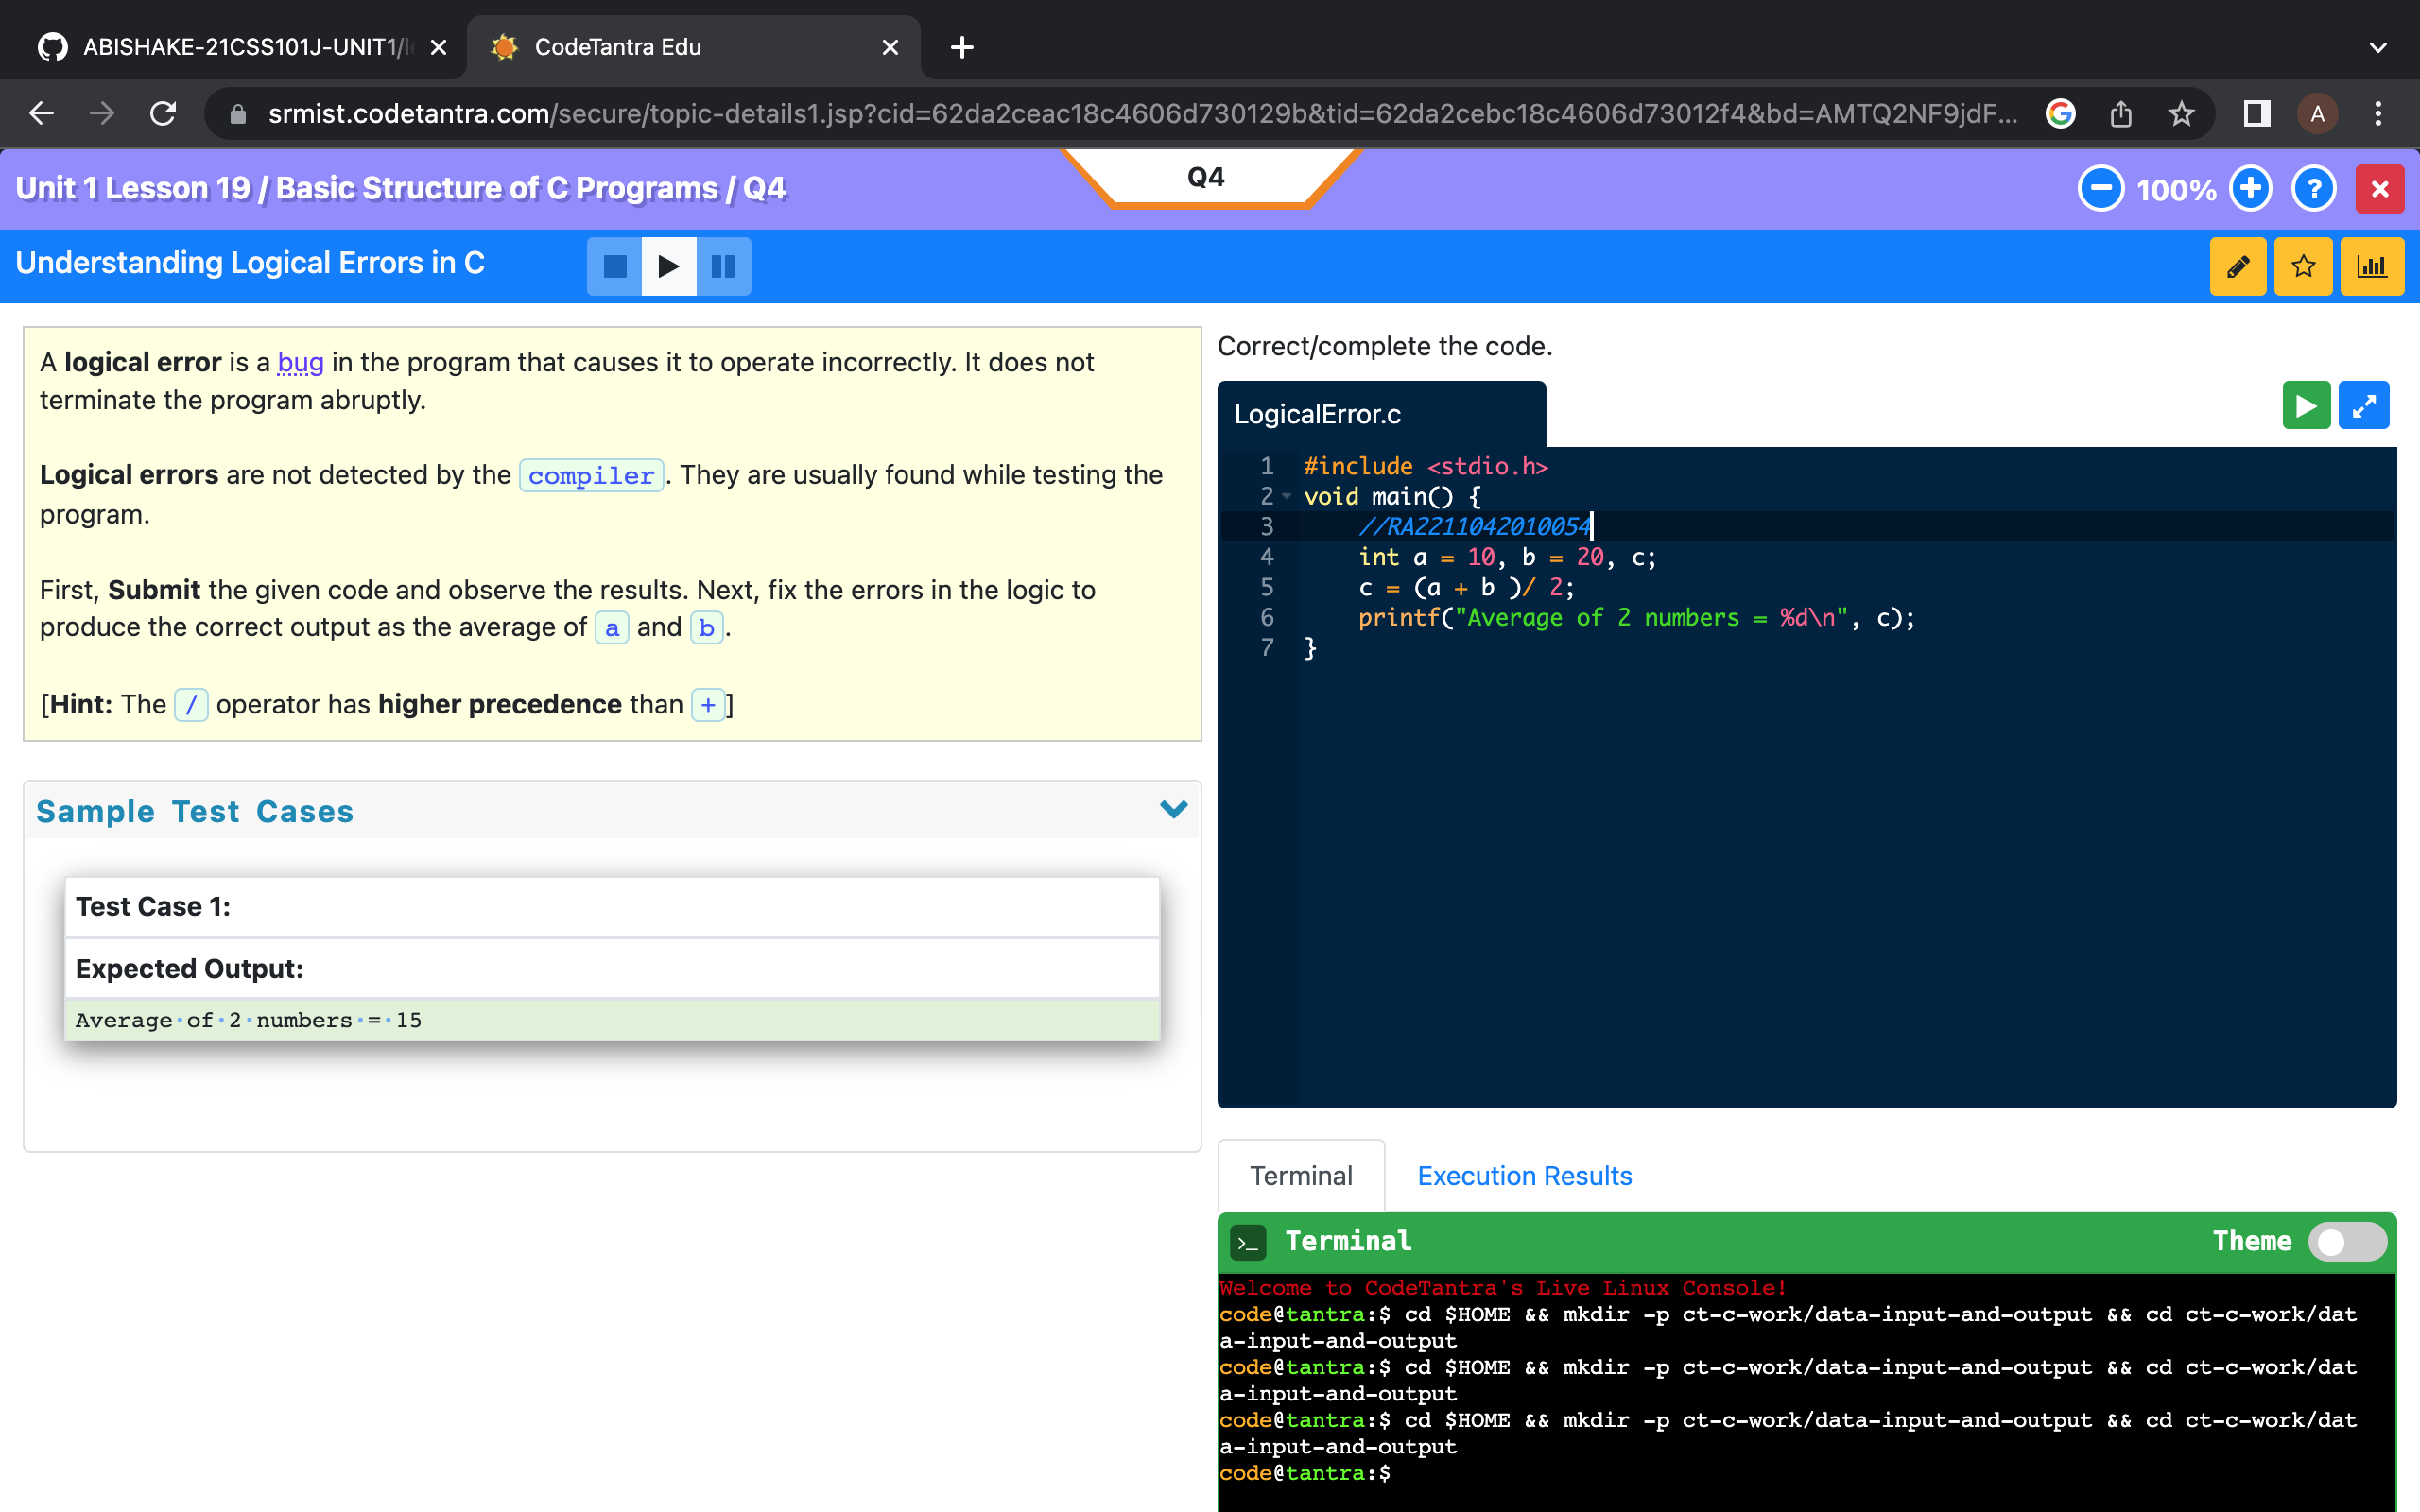 ABISHAKE-21CSS101J-UNIT1/l
CodeTantra Edu
srmist.codetantra.com/secure/topic-details1.jsp?cid=62da2ceac18c4606d730129b&tid=62da2cebc18c4606d73012f4&bd=AMTQ2NF9jdF...
A
Unit 1 Lesson 19 / Basic Structure of C Programs / Q4
Q4
100%
?
Understanding Logical Errors in C
A logical error is a bug in the program that causes it to operate incorrectly. It does not
terminate the program abruptly.
Logical errors are not detected by the compiler. They are usually found while testing the
program.
First, Submit the given code and observe the results. Next, fix the errors in the logic to
produce the correct output as the average of a and b.
[Hint: The / operator has higher precedence than +]
Sample Test Cases
Test Case 1:
Expected Output:
Average·of·2·numbers·=·15
Correct/complete the code.
LogicalError.c
1 #include <stdio.h>
2 void main() {
3 //RA2211042010054
4 int a = 10, b = 20, c;
5 c = (a + b )/ 2;
6 printf("Average of 2 numbers = %d\n", c);
7 }
Terminal
Execution Results
>_ Terminal
Theme
Welcome to CodeTantra's Live Linux Console!
code@tantra:$ cd $HOME && mkdir -p ct-c-work/data-input-and-output && cd ct-c-work/dat
a-input-and-output
code@tantra:$ cd $HOME && mkdir -p ct-c-work/data-input-and-output && cd ct-c-work/dat
a-input-and-output
code@tantra:$ cd $HOME && mkdir -p ct-c-work/data-input-and-output && cd ct-c-work/dat
a-input-and-output
code@tantra:$